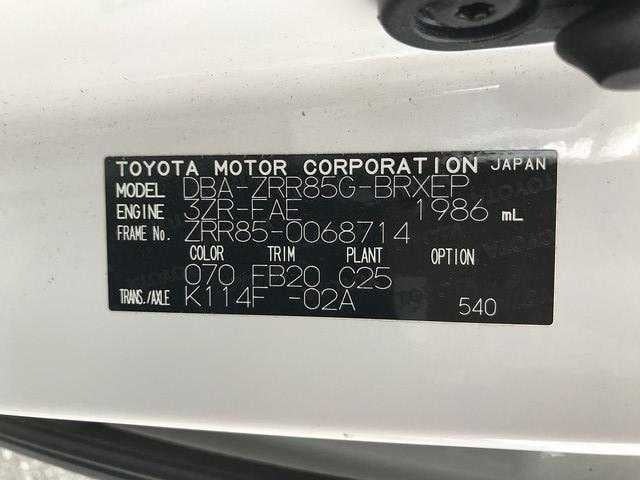 TOYOTA MOTOR CORPORATION JAPAN
MODEL DBA-ZRR85G-BRXEP
ENGINE 3ZR-FAE 1986 mL
FRAME No. ZRR85-0068714
COLOR TRIM PLANT OPTION
070 FB20 C25
TRANS./AXLE K114F -02A 540